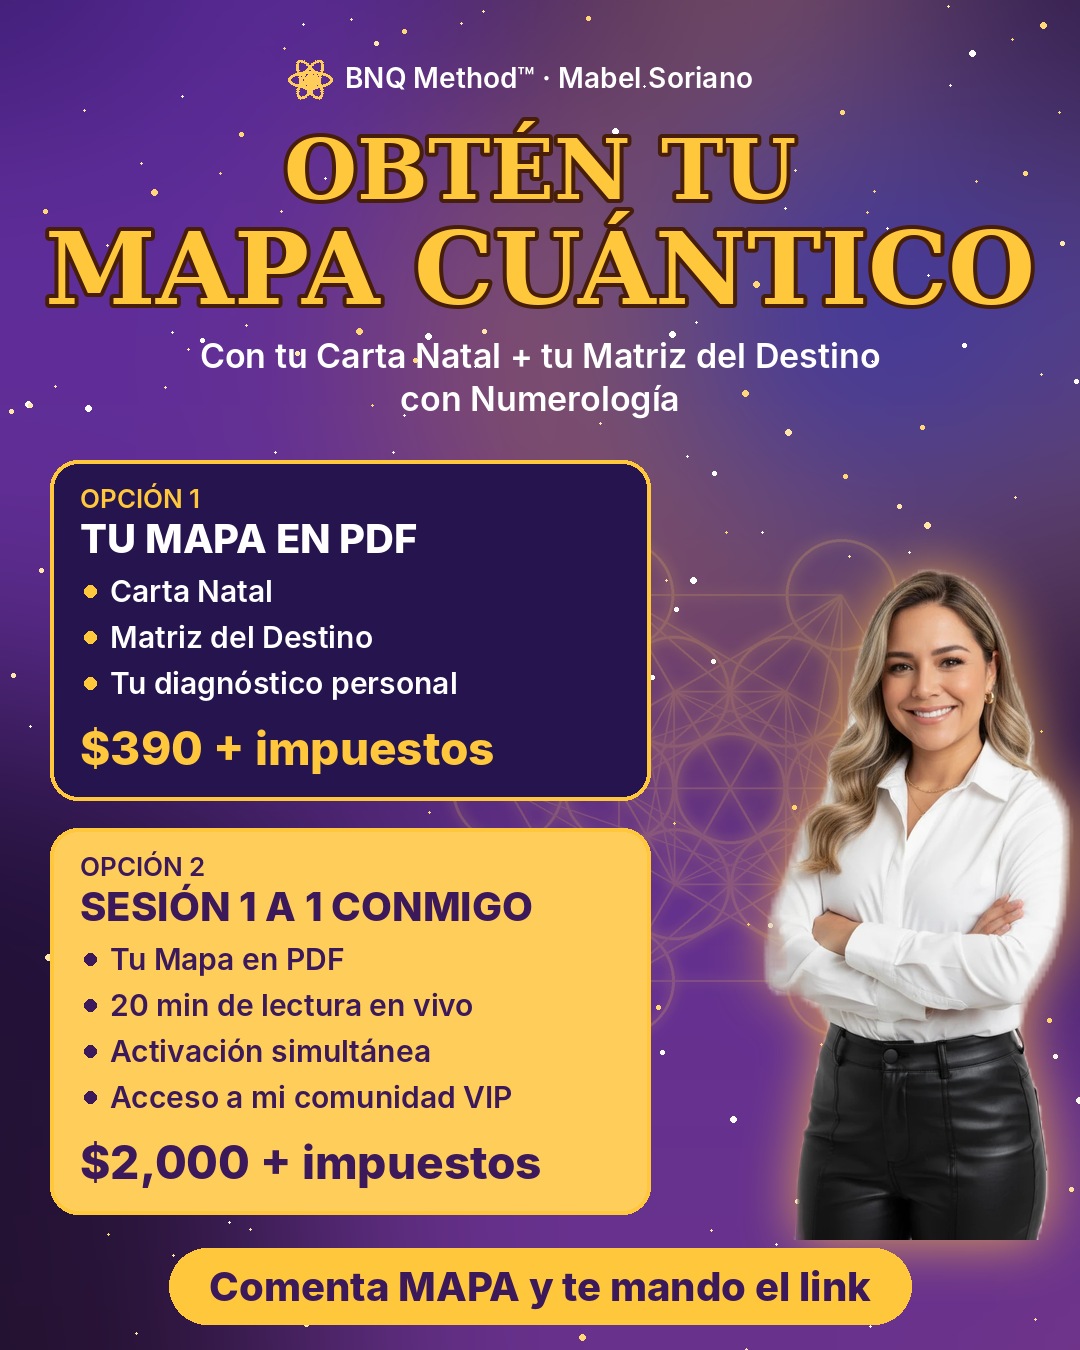 BNQ Method™ · Mabel Soriano
OBTÉN TU
MAPA CUÁNTICO
Con tu Carta Natal + tu Matriz del Destino
con Numerología
OPCIÓN 1
TU MAPA EN PDF
• Carta Natal
• Matriz del Destino
• Tu diagnóstico personal
$390 + impuestos
OPCIÓN 2
SESIÓN 1 A 1 CONMIGO
• Tu Mapa en PDF
• 20 min de lectura en vivo
• Activación simultánea
• Acceso a mi comunidad VIP
$2,000 + impuestos
Comenta MAPA y te mando el link